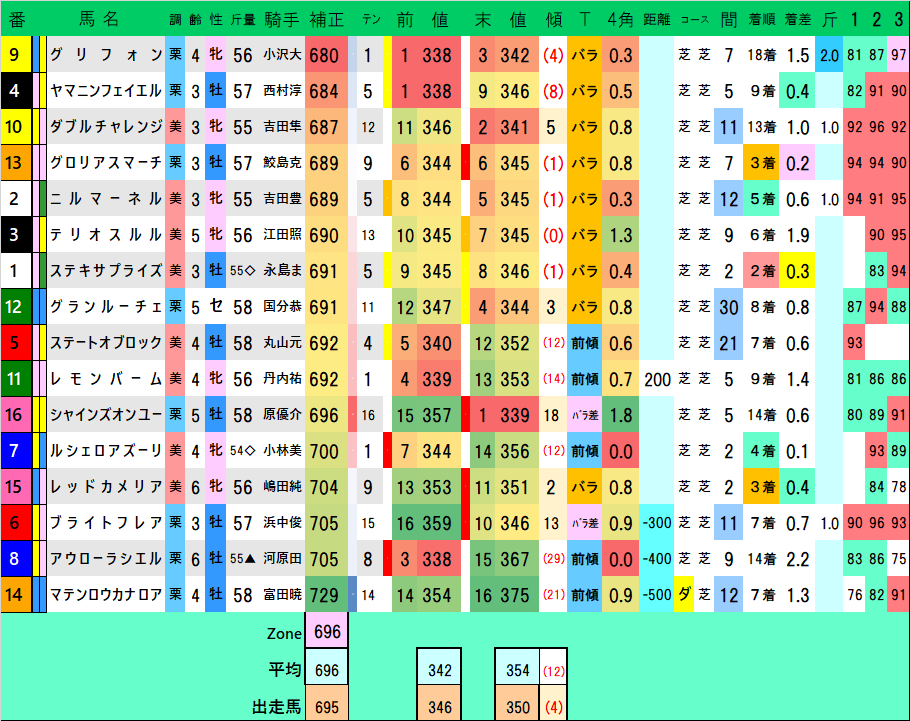 番 馬名 調 齢 性 斤量 騎手 補正 テン 前 値 末 値 傾 T 4角 距離 コース 間 着順 着差 斤 1 2 3
9 グリフォン 栗 4 牝 56 小沢大 680 1 1 338 3 342 (4) バラ 0.3 芝 芝 7 18着 1.5 2.0 81 87 97
4 ヤマニンフェイエル 栗 3 牡 57 西村淳 684 5 1 338 9 346 (8) バラ 0.5 芝 芝 5 9着 0.4 82 91 90
10 ダブルチャレンジ 美 3 牝 55 吉田隼 687 12 11 346 2 341 5 バラ 0.8 芝 芝 11 13着 1.0 1.0 92 96 92
13 グロリアスマーチ 栗 3 牡 57 鮫島克 689 9 6 344 6 345 (1) バラ 0.8 芝 芝 7 3着 0.2 94 94 90
2 ニルマーネル 美 3 牝 55 吉田豊 689 5 8 344 5 345 (1) バラ 0.3 芝 芝 12 5着 0.6 1.0 94 91 95
3 テリオスルル 美 5 牝 56 江田照 690 13 10 345 7 345 (0) バラ 1.3 芝 芝 9 6着 1.9 90 95
1 ステキサプライズ 美 3 牡 55◇ 永島ま 691 5 9 345 8 346 (1) バラ 0.4 芝 芝 2 2着 0.3 83 94
12 グランルーチェ 栗 5 セ 58 国分恭 691 11 12 347 4 344 3 バラ 0.8 芝 芝 30 8着 0.8 87 94 88
5 ステートオブロック 美 4 牡 58 丸山元 692 4 5 340 12 352 (12) 前傾 0.6 芝 芝 21 7着 0.6 93
11 レモンバーム 美 4 牝 56 丹内祐 692 1 4 339 13 353 (14) 前傾 0.7 200 芝 芝 5 9着 1.4 81 86 86
16 シャインズオンユー 栗 5 牡 58 原優介 696 16 15 357 1 339 18 バラ差 1.8 芝 芝 5 14着 0.6 80 89 91
7 ルシェロアズーリ 美 4 牝 54◇ 小林美 700 1 7 344 14 356 (12) 前傾 0.0 芝 芝 2 4着 0.1 93 89
15 レッドカメリア 美 6 牝 56 嶋田純 704 9 13 353 11 351 2 バラ 0.8 芝 芝 2 3着 0.4 84 78
6 ブライトフレア 栗 3 牡 57 浜中俊 705 15 16 359 10 346 13 バラ差 0.9 -300 芝 芝 11 7着 0.7 1.0 90 96 93
8 アウローラシエル 栗 6 牡 55▲ 河原田 705 8 3 338 15 367 (29) 前傾 0.0 -400 芝 芝 9 14着 2.2 83 86 75
14 マテンロウカナロア 栗 4 牡 58 富田暁 729 14 14 354 16 375 (21) 前傾 0.9 -500 ダ 芝 12 7着 1.3 76 82 91
Zone 696
平均 696 342 354 (12)
出走馬 695 346 350 (4)